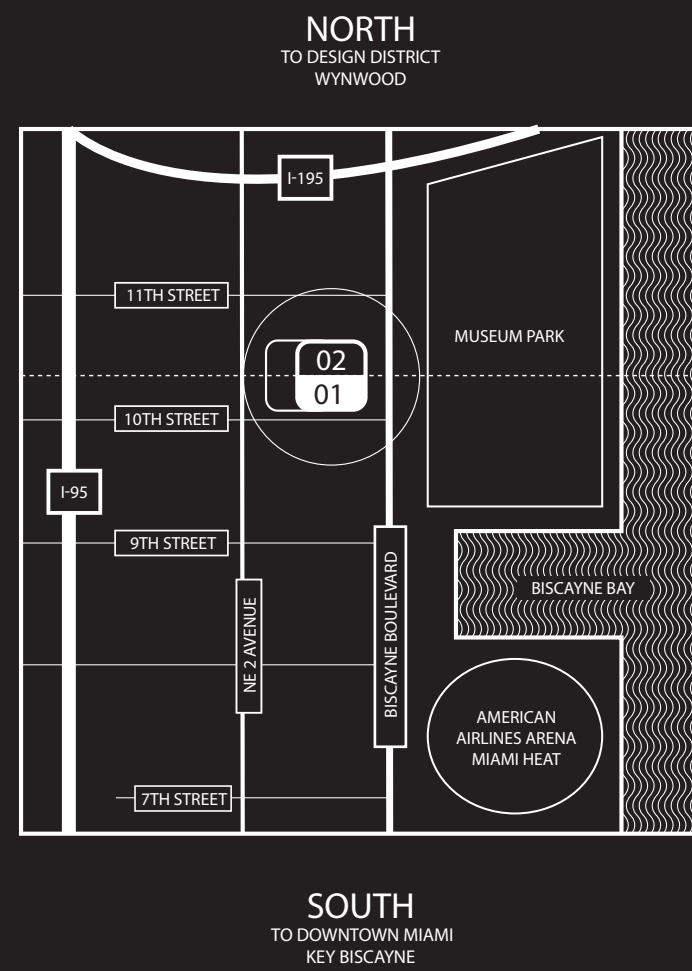 NORTH
TO DESIGN DISTRICT
WYNWOOD
I-195
11TH STREET
MUSEUM PARK
02
01
10TH STREET
I-95
9TH STREET
BISCAYNE BAY
NE 2 AVENUE
BISCAYNE BOULEVARD
AMERICAN
AIRLINES ARENA
MIAMI HEAT
7TH STREET
SOUTH
TO DOWNTOWN MIAMI
KEY BISCAYNE